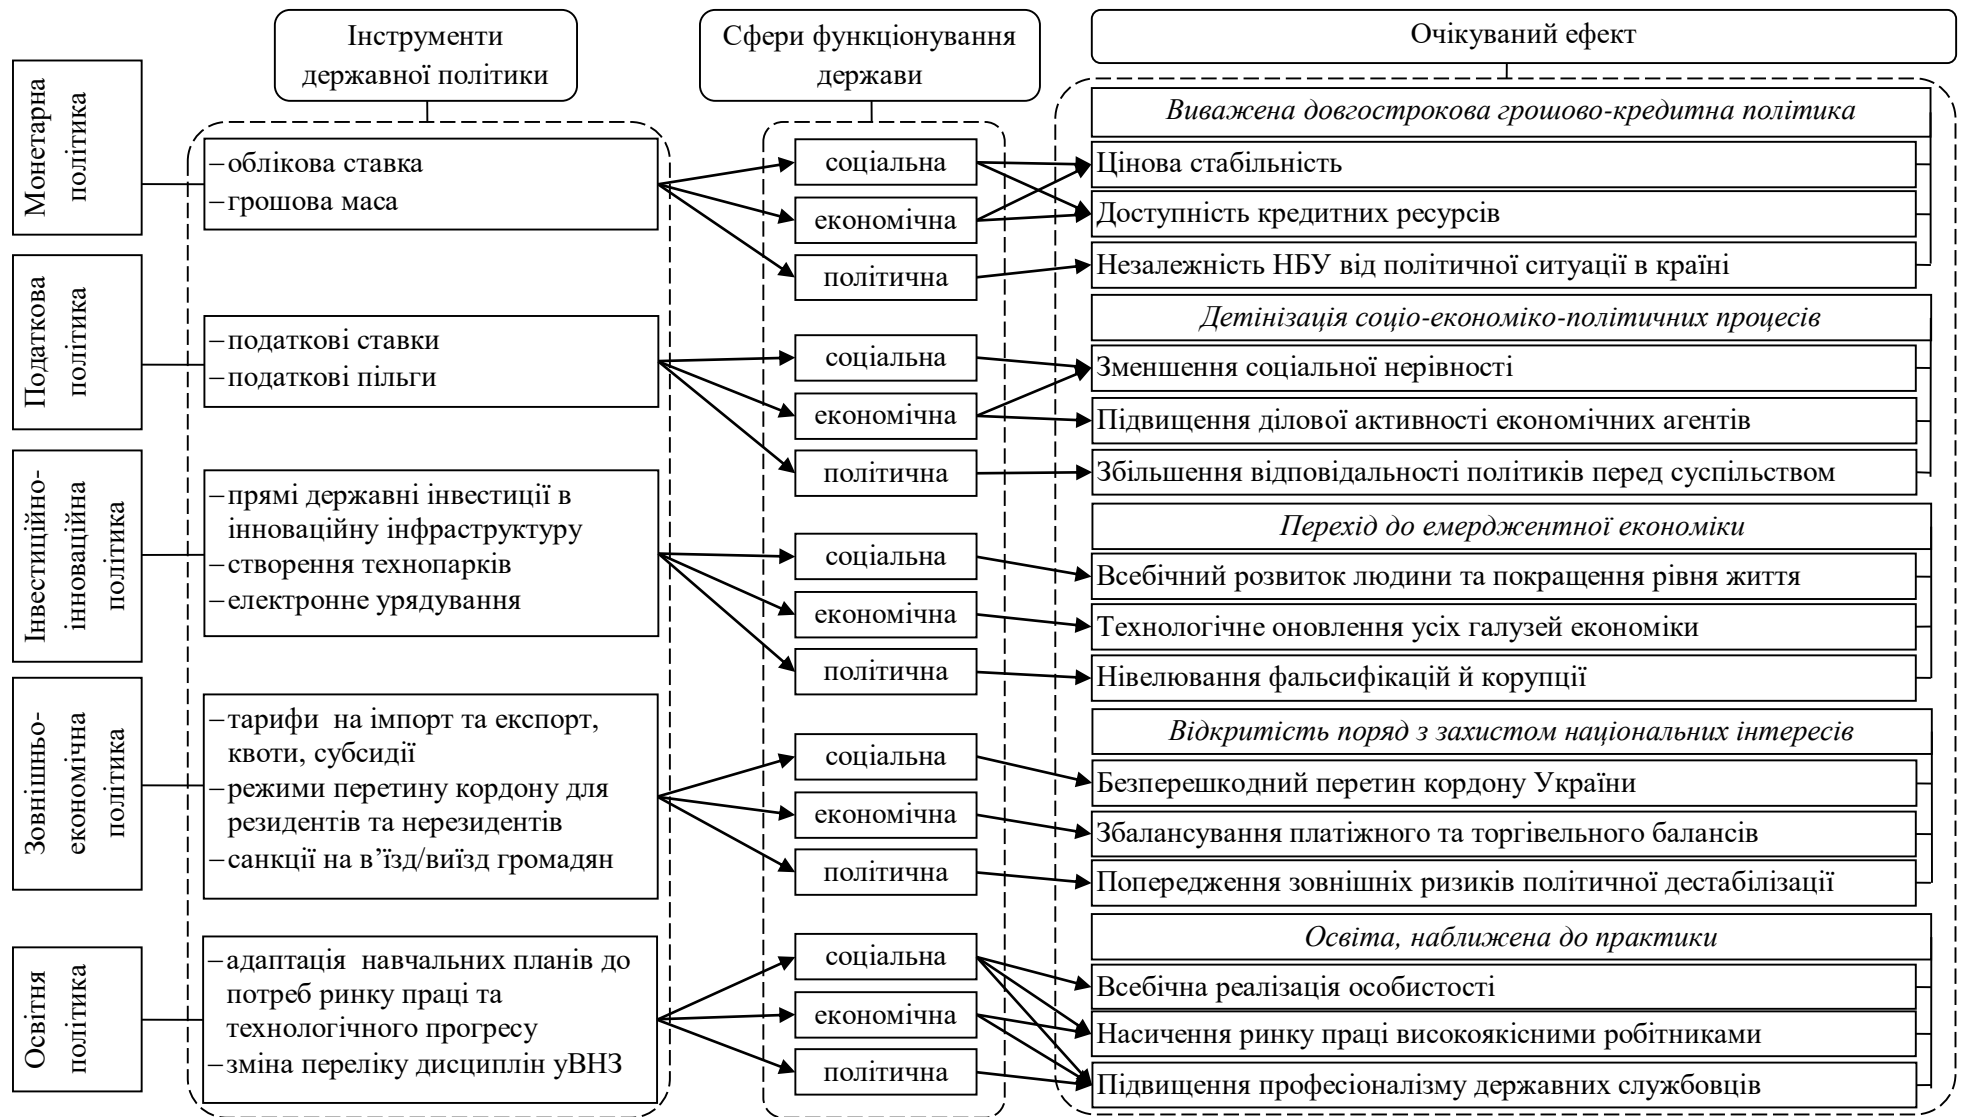 Інструменти
державної політики
Сфери функціонування
держави
Очікуваний ефект
Монетарна
політика
–облікова ставка
–грошова маса
соціальна
економічна
політична
Виважена довгострокова грошово-кредитна політика
Цінова стабільність
Доступність кредитних ресурсів
Незалежність НБУ від політичної ситуації в країні
Податкова
політика
–податкові ставки
–податкові пільги
соціальна
економічна
політична
Детінізація соціо-економіко-політичних процесів
Зменшення соціальної нерівності
Підвищення ділової активності економічних агентів
Збільшення відповідальності політиків перед суспільством
Інвестиційно-
інноваційна
політика
–прямі державні інвестиції в
інноваційну інфраструктуру
–створення технопарків
–електронне урядування
соціальна
економічна
політична
Перехід до емерджентної економіки
Всебічний розвиток людини та покращення рівня життя
Технологічне оновлення усіх галузей економіки
Нівелювання фальсифікацій й корупції
Зовнішньо-
економічна
політика
–тарифи на імпорт та експорт,
квоти, субсидії
–режими перетину кордону для
резидентів та нерезидентів
–санкції на в’їзд/виїзд громадян
соціальна
економічна
політична
Відкритість поряд з захистом національних інтересів
Безперешкодний перетин кордону України
Збалансування платіжного та торгівельного балансів
Попередження зовнішніх ризиків політичної дестабілізації
Освітня
політика
–адаптація навчальних планів до
потреб ринку праці та
технологічного прогресу
–зміна переліку дисциплін уВНЗ
соціальна
економічна
політична
Освіта, наближена до практики
Всебічна реалізація особистості
Насичення ринку праці високоякісними робітниками
Підвищення професіоналізму державних службовців